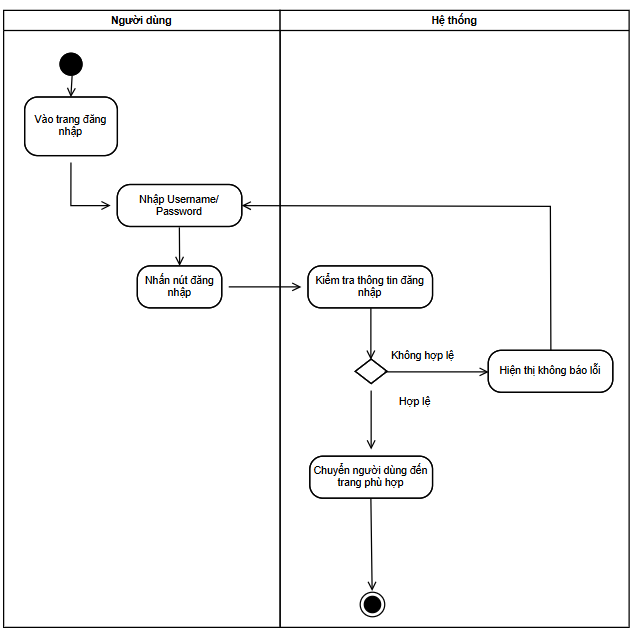 Người dùng
Hệ thống
Vào trang đăng
nhập
Nhập Username/
Password
Nhấn nút đăng
nhập
Kiểm tra thông tin đăng
nhập
Không hợp lệ
Hiện thị không báo lỗi
Hợp lệ
Chuyển người dùng đến
trang phù hợp